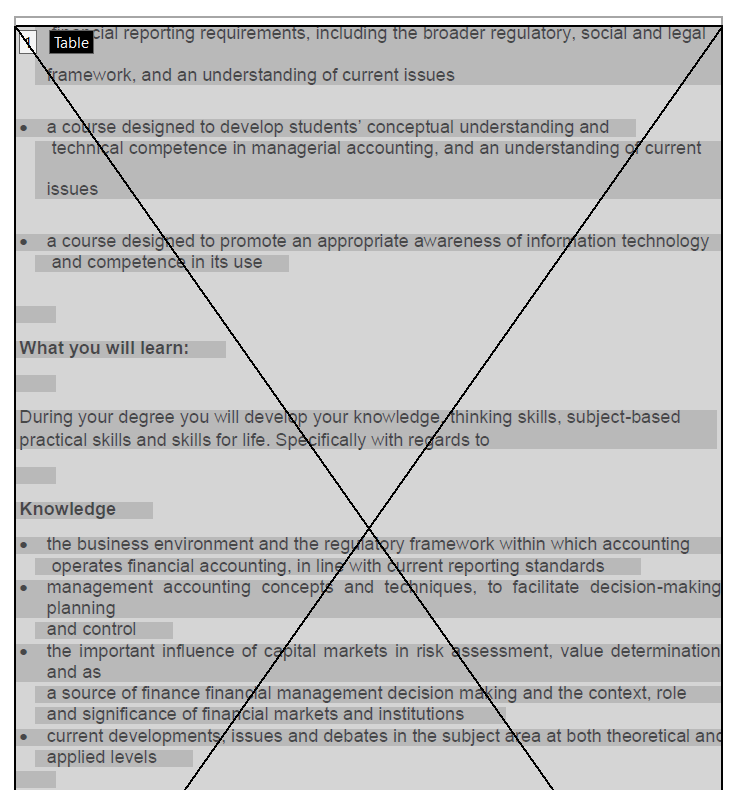 1
Table
financial reporting requirements, including the broader regulatory, social and legal
framework, and an understanding of current issues
• a course designed to develop students’ conceptual understanding and
technical competence in managerial accounting, and an understanding of current
issues
• a course designed to promote an appropriate awareness of information technology
and competence in its use
What you will learn:
During your degree you will develop your knowledge, thinking skills, subject-based
practical skills and skills for life. Specifically with regards to
Knowledge
• the business environment and the regulatory framework within which accounting
operates financial accounting, in line with current reporting standards
• management accounting concepts and techniques, to facilitate decision-making
planning
and control
• the important influence of capital markets in risk assessment, value determination
and as
a source of finance financial management decision making and the context, role
and significance of financial markets and institutions
• current developments, issues and debates in the subject area at both theoretical and
applied levels